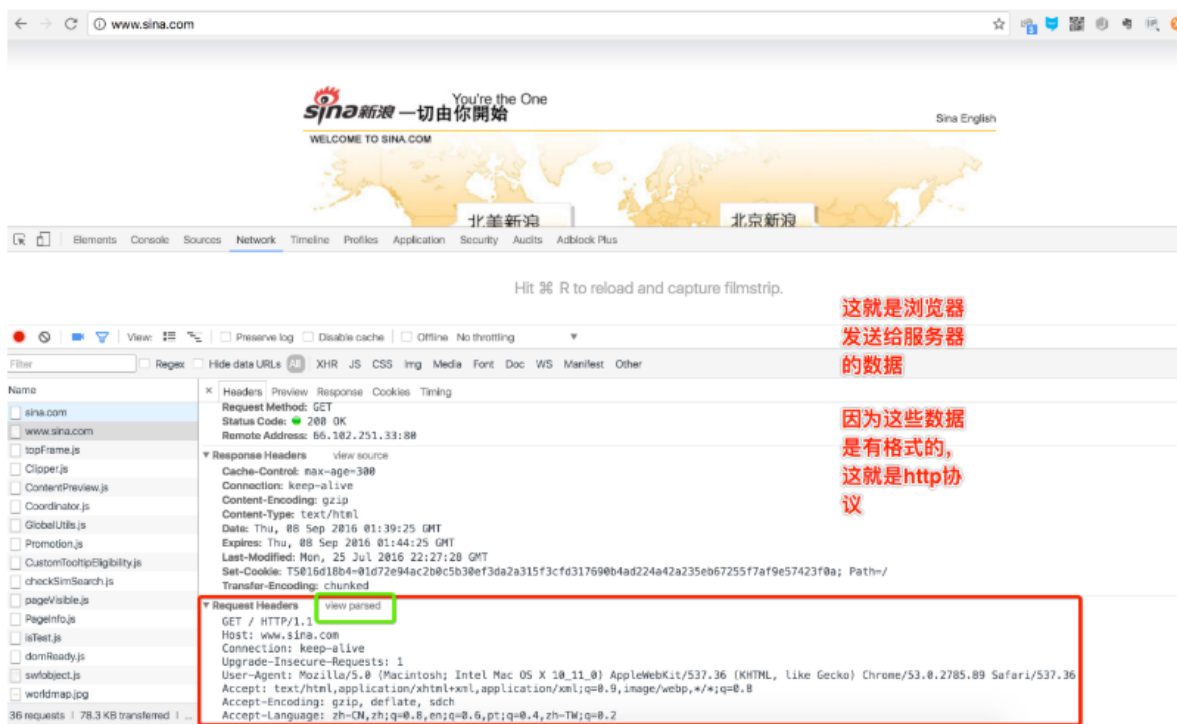 www.sina.com
You're the One
sina新浪 一切由你開始
Sina English
WELCOME TO SINA.COM
北美新浪 北京新浪
Elements Console Sources Network Timeline Profiles Application Security Audits Adblock Plus
Hit ⌘ R to reload and capture filmstrip.
这就是浏览器
发送给服务器
的数据
因为这些数据
是有格式的,
这就是http协
议
View: Preserve log Disable cache Offline No throttling
Filter Regex Hide data URLs All XHR JS CSS Img Media Font Doc WS Manifest Other
Name
sina.com
www.sina.com
topFrame.js
Clipper.js
ContentPreview.js
Coordinator.js
GlobalUtils.js
Promotion.js
CustomTooltipEligibility.js
checkSimSearch.js
pageVisible.js
PageInfo.js
isTest.js
domReady.js
swfobject.js
worldmap.jpg
36 requests | 78.3 KB transferred | ...
× Headers Preview Response Cookies Timing
Request Method: GET
Status Code: 200 OK
Remote Address: 66.102.251.33:80
Response Headers view source
Cache-Control: max-age=300
Connection: keep-alive
Content-Encoding: gzip
Content-Type: text/html
Date: Thu, 08 Sep 2016 01:39:25 GMT
Expires: Thu, 08 Sep 2016 01:44:25 GMT
Last-Modified: Mon, 25 Jul 2016 22:27:28 GMT
Set-Cookie: T5016d18b4=01d72e94ac2b0c5b30ef3da2a315f3cfd317690b4ad224a42a235eb67255f7af9e57423f0a; Path=/
Transfer-Encoding: chunked
Request Headers view parsed
GET / HTTP/1.1
Host: www.sina.com
Connection: keep-alive
Upgrade-Insecure-Requests: 1
User-Agent: Mozilla/5.0 (Macintosh; Intel Mac OS X 10_11_0) AppleWebKit/537.36 (KHTML, like Gecko) Chrome/53.0.2785.89 Safari/537.36
Accept: text/html,application/xhtml+xml,application/xml;q=0.9,image/webp,*/*;q=0.8
Accept-Encoding: gzip, deflate, sdch
Accept-Language: zh-CN,zh;q=0.8,en;q=0.6,pt;q=0.4,zh-TW;q=0.2